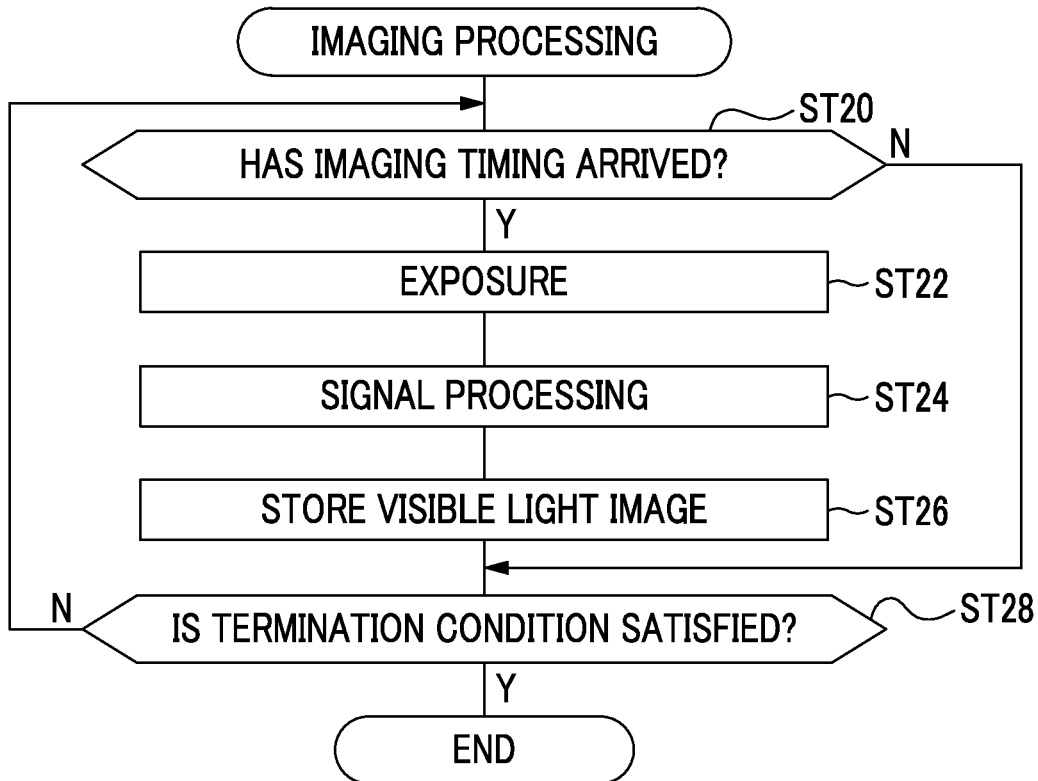 IMAGING PROCESSING
ST20
HAS IMAGING TIMING ARRIVED?
N
Y
EXPOSURE
ST22
SIGNAL PROCESSING
ST24
STORE VISIBLE LIGHT IMAGE
ST26
N
IS TERMINATION CONDITION SATISFIED?
ST28
Y
END